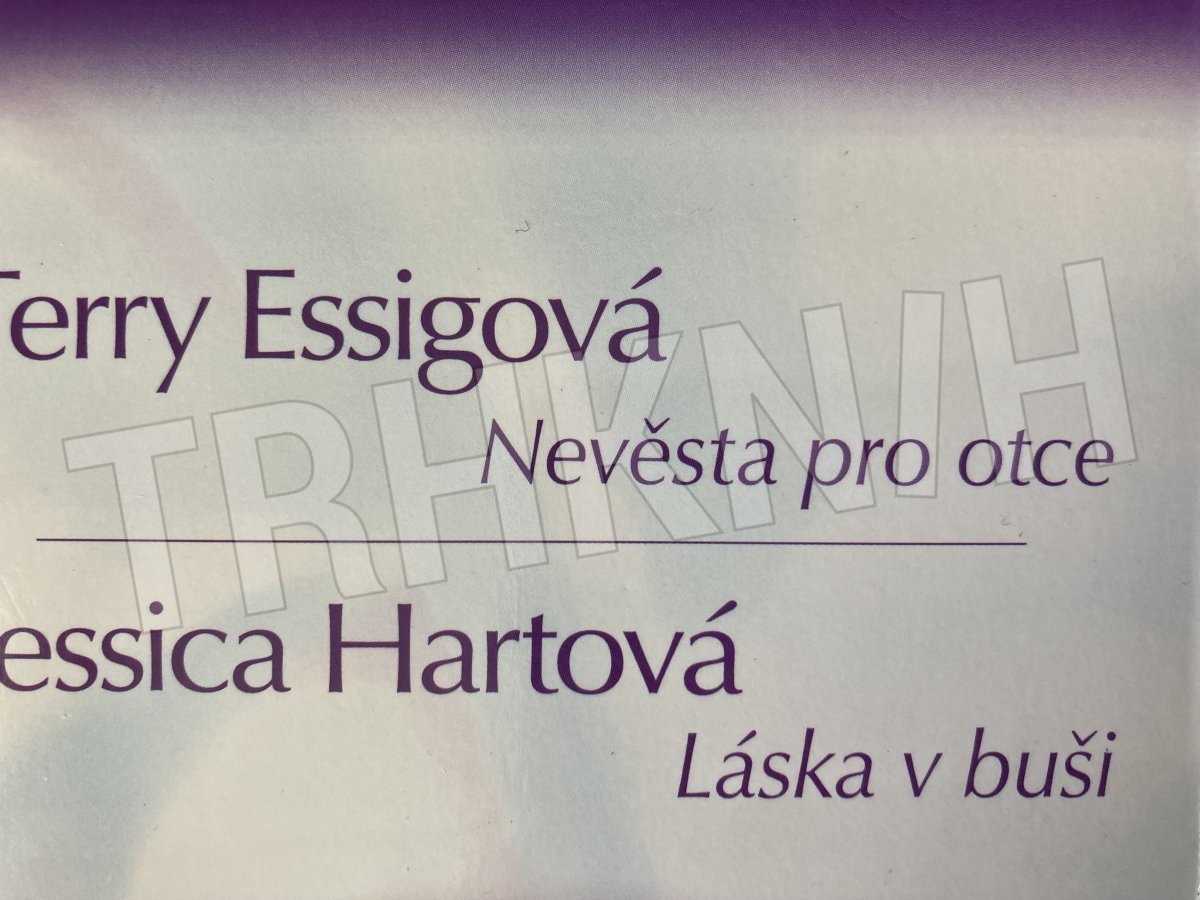 Terry Essigová
Nevěsta pro otce
TRHKNIH
essica Hartová
Láska v buši